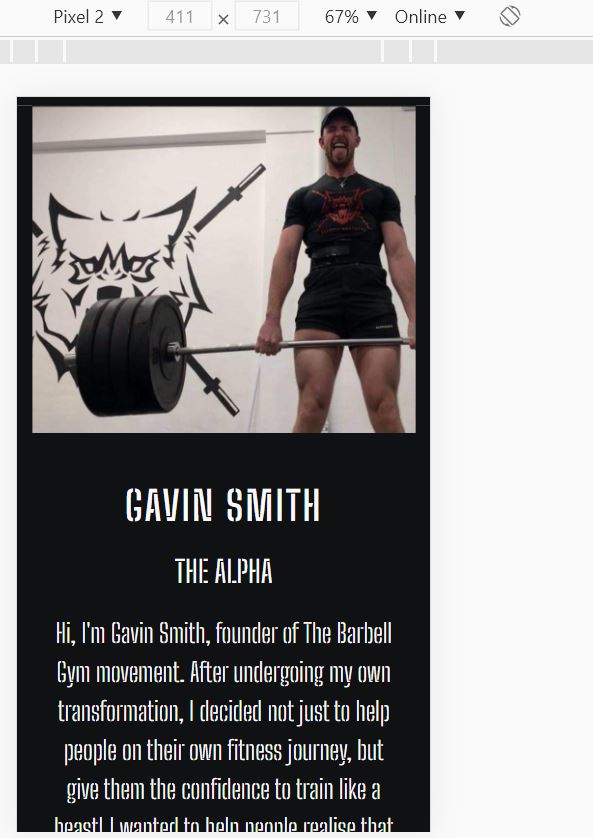 Pixel 2 ▼ 411 × 731 67% ▼ Online ▼
GAVIN SMITH
THE ALPHA
Hi, I'm Gavin Smith, founder of The Barbell
Gym movement. After undergoing my own
transformation, I decided not just to help
people on their own fitness journey, but
give them the confidence to train like a
beast! I wanted to help people realise that